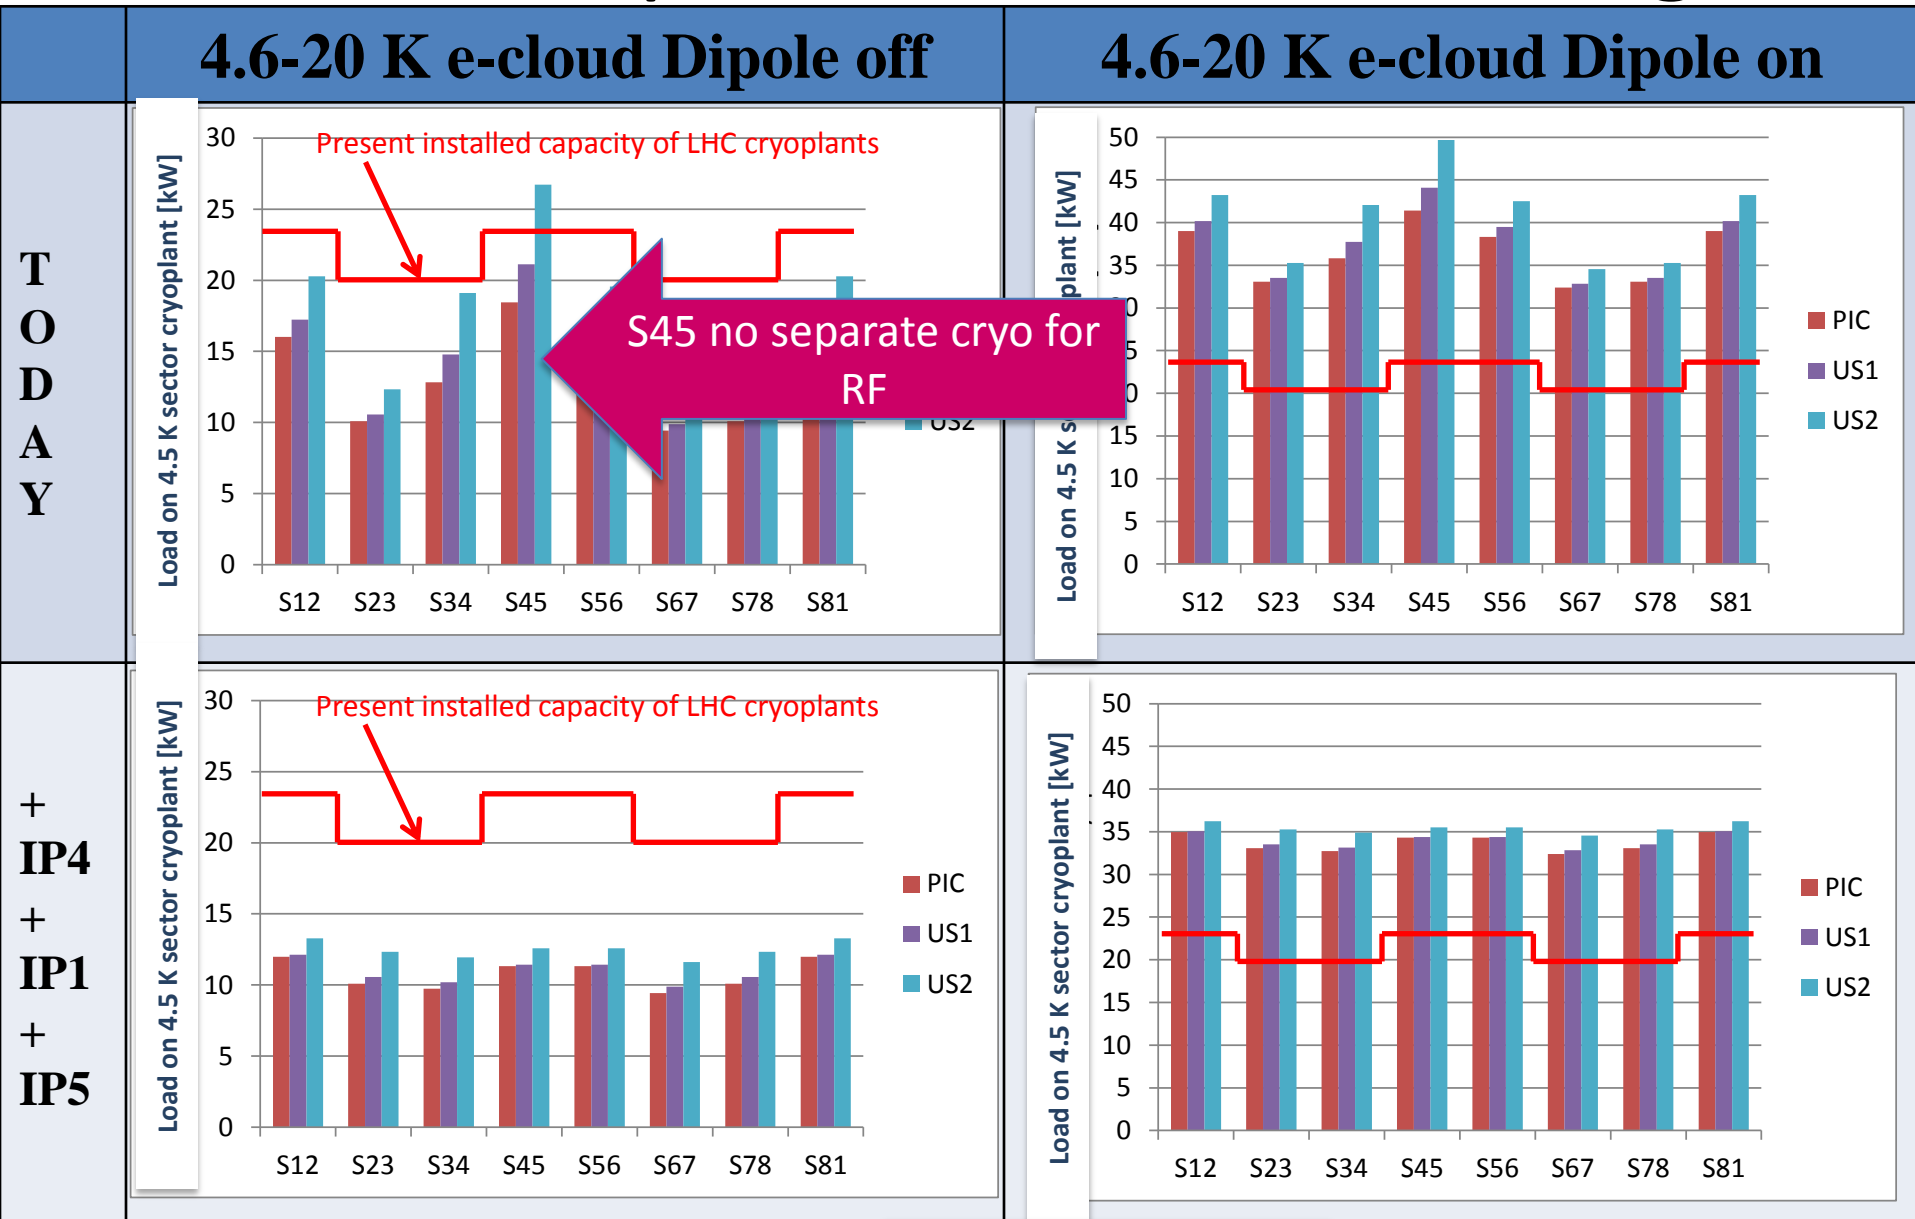 4.6-20 K e-cloud Dipole off
4.6-20 K e-cloud Dipole on
T
O
D
A
Y
Load on 4.5 K sector cryoplant [kW]
30
25
20
15
10
5
0
Present installed capacity of LHC cryoplants
S12 S23 S34 S45 S56 S67 S78 S81
US2
S45 no separate cryo for
RF
50
45
40
35
15
10
5
0
S12 S23 S34 S45 S56 S67 S78 S81
PIC
US1
US2
+
IP4
+
IP1
+
IP5
Load on 4.5 K sector cryoplant [kW]
30
25
20
15
10
5
0
Present installed capacity of LHC cryoplants
S12 S23 S34 S45 S56 S67 S78 S81
PIC
US1
US2
Load on 4.5 K sector cryoplant [kW]
50
45
40
35
30
25
20
15
10
5
0
S12 S23 S34 S45 S56 S67 S78 S81
PIC
US1
US2